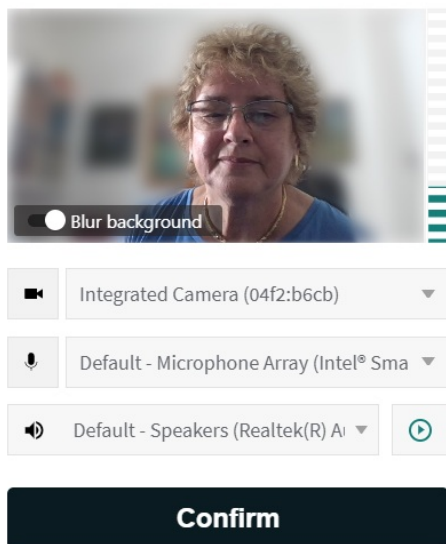 Blur background
Integrated Camera (04f2:b6cb)
Default - Microphone Array (Intel® Sma
Default - Speakers (Realtek(R) Au
Confirm